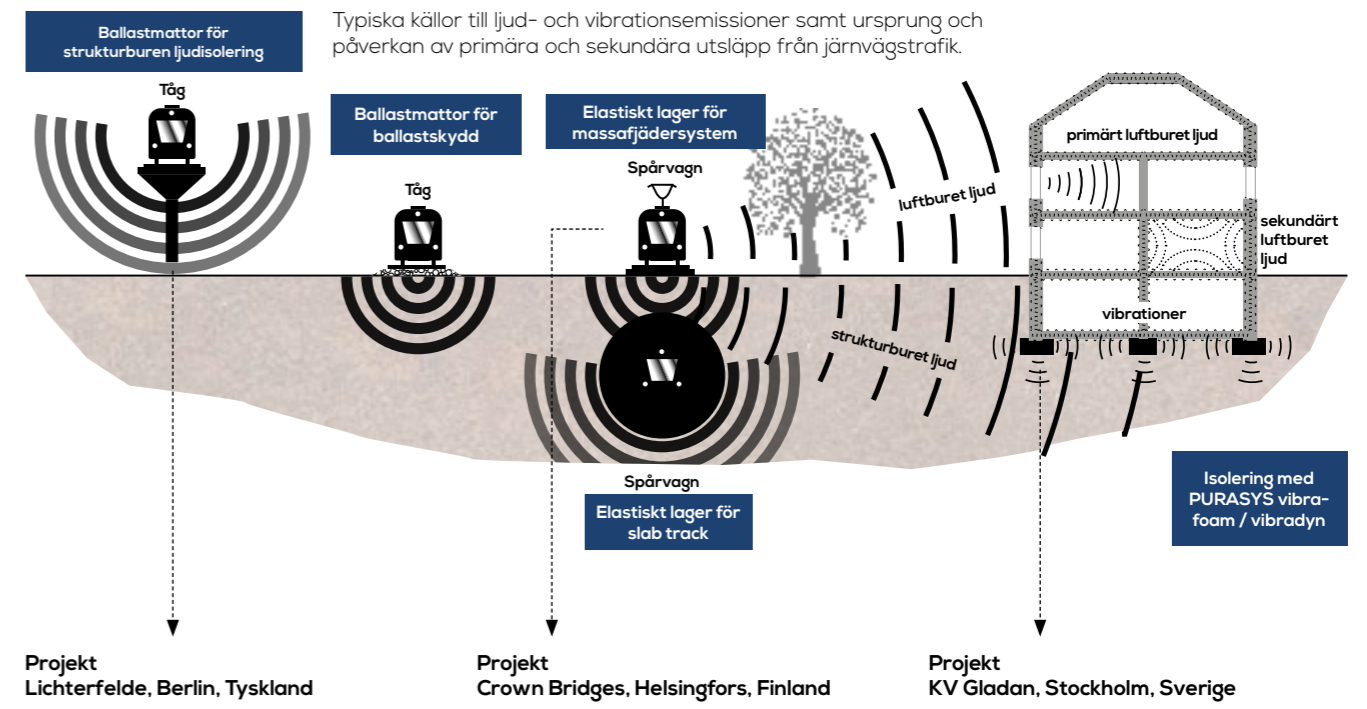 Typiska källor till ljud- och vibrationsemissioner samt ursprung och
påverkan av primära och sekundära utsläpp från järnvägstrafik.
Ballastmattor för
strukturburen ljudisolering
Tåg
Ballastmattor för
ballastskydd
Tåg
Elastiskt lager för
massafjädersystem
Spårvagn
luftburet ljud
strukturburet ljud
primärt luftburet ljud
sekundärt
luftburet
ljud
vibrationer
Spårvagn
Elastiskt lager för
slab track
Isolering med
PURASYS vibra-
foam / vibradyn
Projekt
Lichterfelde, Berlin, Tyskland
Projekt
Crown Bridges, Helsingfors, Finland
Projekt
KV Gladan, Stockholm, Sverige